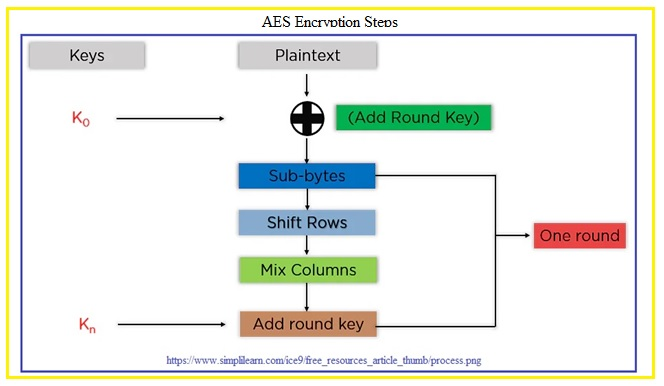 AES Encryption Steps
Keys
Plaintext
K0
(Add Round Key)
Sub-bytes
Shift Rows
One round
Mix Columns
Kn
Add round key
https://www.simplilearn.com/ice9/free_resources_article_thumb/process.png